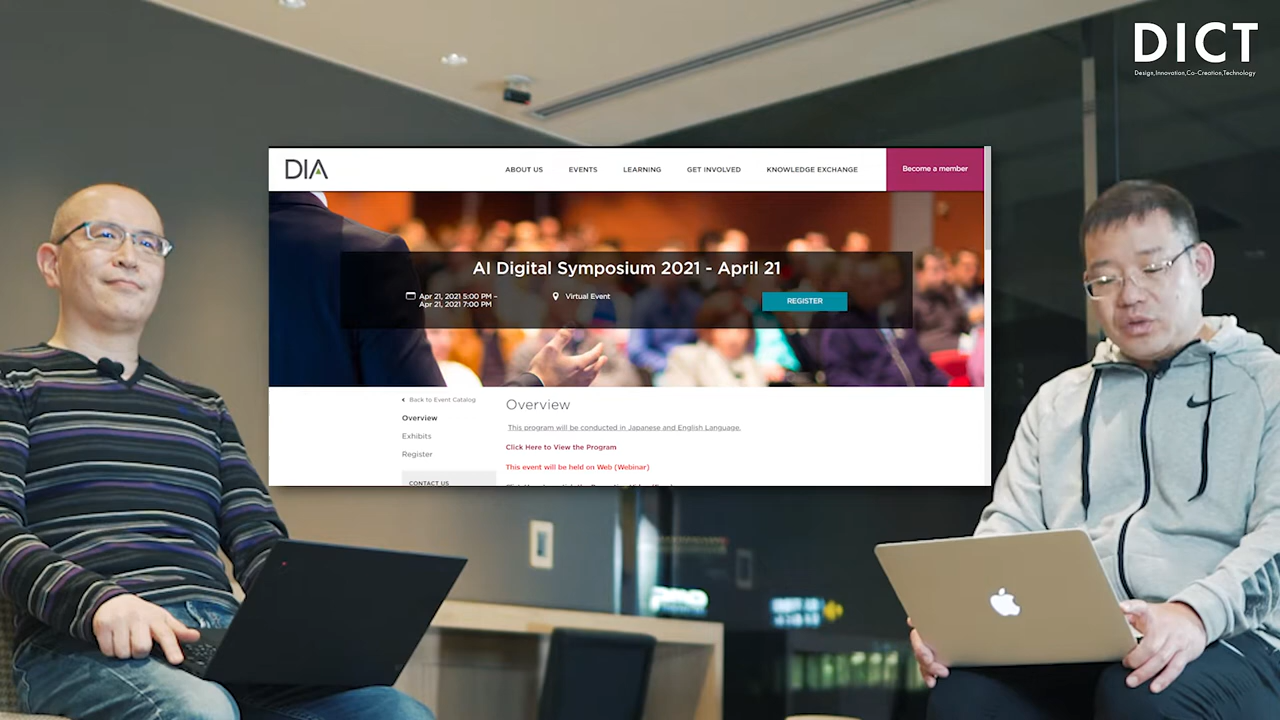 DICT
Design,Innovation,Co-Creation,Technology
DIA
ABOUT US
EVENTS
LEARNING
GET INVOLVED
KNOWLEDGE EXCHANGE
Become a member
AI Digital Symposium 2021 - April 21
Apr 21, 2021 5:00 PM –
Apr 21, 2021 7:00 PM
Virtual Event
REGISTER
Back to Event Catalog
Overview
Exhibits
Register
CONTACT US
Overview
This program will be conducted in Japanese and English Language.
Click Here to View the Program
This event will be held on Web (Webinar)